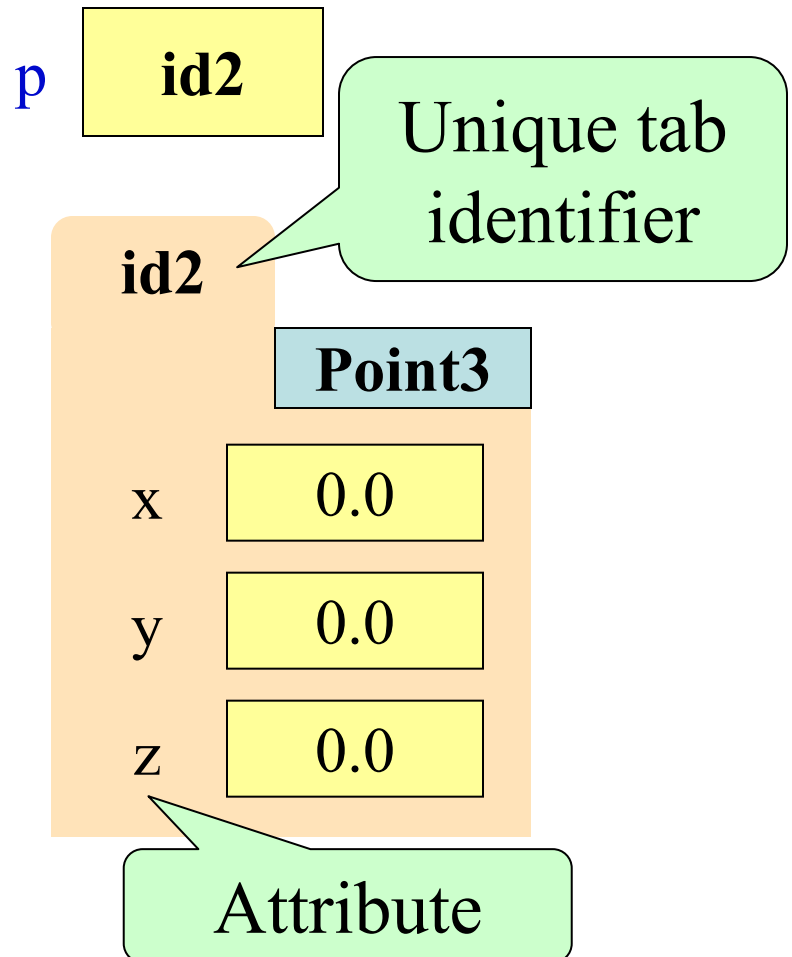 p id2
Unique tab
identifier
id2
Point3
x 0.0
y 0.0
z 0.0
Attribute